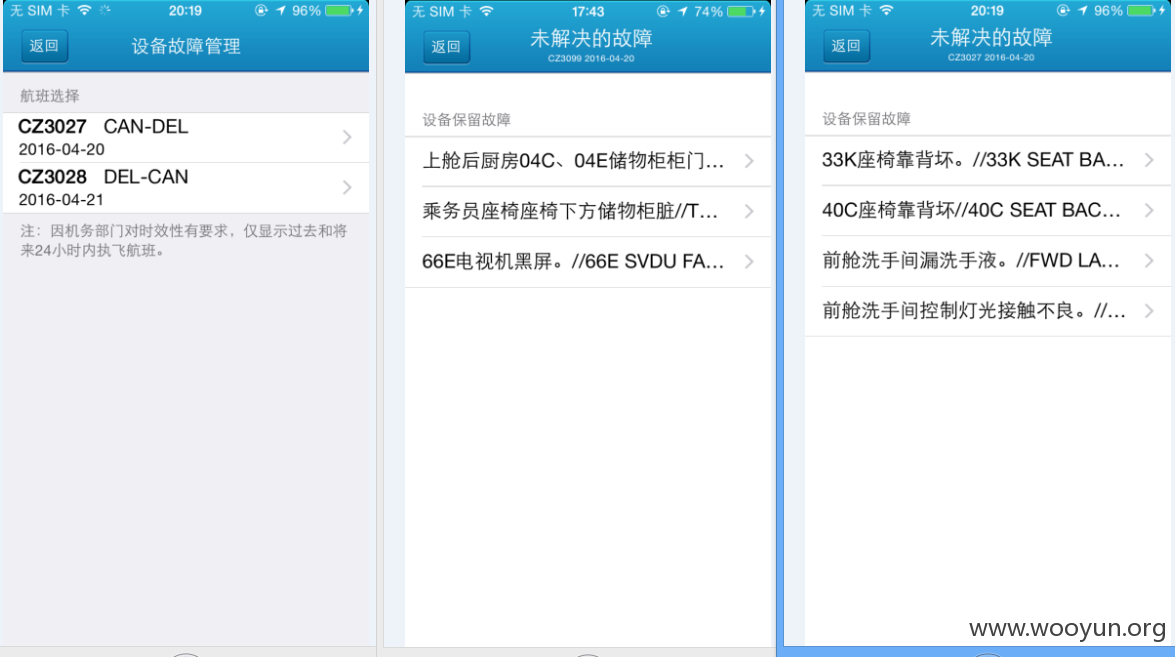 无 SIM 卡 20:19 96%
返回 设备故障管理
航班选择
CZ3027 CAN-DEL
2016-04-20
CZ3028 DEL-CAN
2016-04-21
注：因机务部门对时效性有要求，仅显示过去和将
来24小时内执飞航班。
无 SIM 卡 17:43 74%
返回 未解决的故障
CZ3099 2016-04-20
设备保留故障
上舱后厨房04C、04E储物柜柜门...
乘务员座椅座椅下方储物柜脏//T...
66E电视机黑屏。//66E SVDU FA...
无 SIM 卡 20:19 96%
返回 未解决的故障
CZ3027 2016-04-20
设备保留故障
33K座椅靠背坏。//33K SEAT BA...
40C座椅靠背坏//40C SEAT BAC...
前舱洗手间漏洗手液。//FWD LA...
前舱洗手间控制灯光接触不良。//...
www.wooyun.org